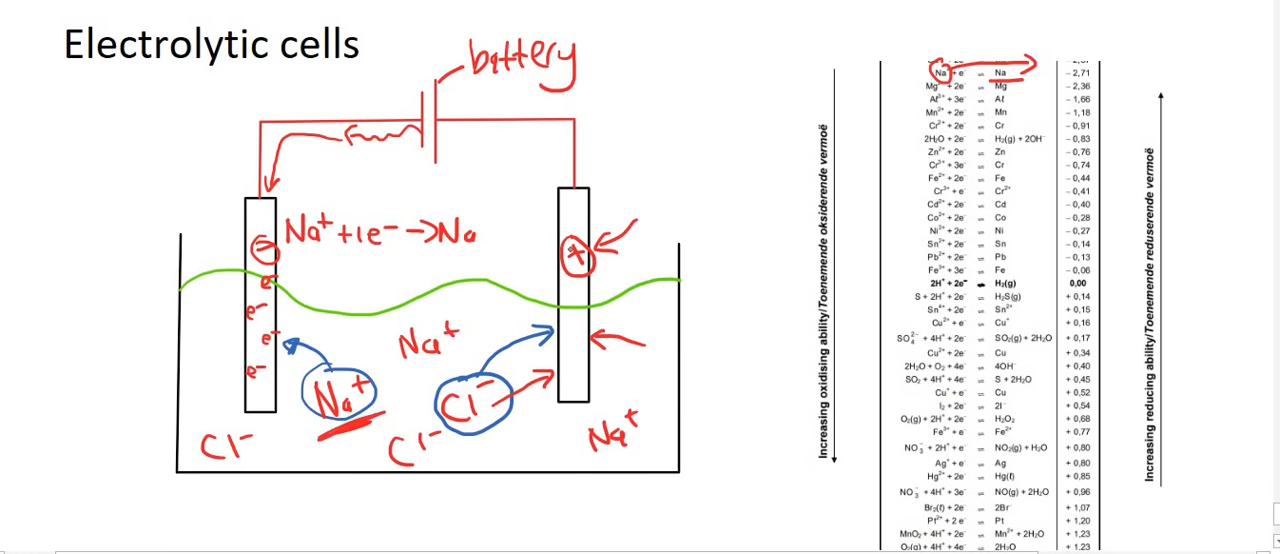 Electrolytic cells
battery
Na⁺ + 1e⁻ → Na
−
+
e⁻
e⁻
e⁻
e⁻
Na⁺
Na⁺
Cl⁻
Cl⁻
Cl⁻
Na⁺
Increasing oxidising ability/Toenemende oksiderende vermoë
Na⁺ + e⁻ ⇌ Na − 2,71
Mg²⁺ + 2e⁻ ⇌ Mg − 2,36
Aℓ³⁺ + 3e⁻ ⇌ Aℓ − 1,66
Mn²⁺ + 2e⁻ ⇌ Mn − 1,18
Cr²⁺ + 2e⁻ ⇌ Cr − 0,91
2H₂O + 2e⁻ ⇌ H₂(g) + 2OH⁻ − 0,83
Zn²⁺ + 2e⁻ ⇌ Zn − 0,76
Cr³⁺ + 3e⁻ ⇌ Cr − 0,74
Fe²⁺ + 2e⁻ ⇌ Fe − 0,44
Cr³⁺ + e⁻ ⇌ Cr²⁺ − 0,41
Cd²⁺ + 2e⁻ ⇌ Cd − 0,40
Co²⁺ + 2e⁻ ⇌ Co − 0,28
Ni²⁺ + 2e⁻ ⇌ Ni − 0,27
Sn²⁺ + 2e⁻ ⇌ Sn − 0,14
Pb²⁺ + 2e⁻ ⇌ Pb − 0,13
Fe³⁺ + 3e⁻ ⇌ Fe − 0,06
2H⁺ + 2e⁻ ⇌ H₂(g) 0,00
S + 2H⁺ + 2e⁻ ⇌ H₂S(g) + 0,14
Sn⁴⁺ + 2e⁻ ⇌ Sn²⁺ + 0,15
Cu²⁺ + e⁻ ⇌ Cu⁺ + 0,16
SO₄²⁻ + 4H⁺ + 2e⁻ ⇌ SO₂(g) + 2H₂O + 0,17
Cu²⁺ + 2e⁻ ⇌ Cu + 0,34
2H₂O + O₂ + 4e⁻ ⇌ 4OH⁻ + 0,40
SO₂ + 4H⁺ + 4e⁻ ⇌ S + 2H₂O + 0,45
Cu⁺ + e⁻ ⇌ Cu + 0,52
I₂ + 2e⁻ ⇌ 2I⁻ + 0,54
O₂(g) + 2H⁺ + 2e⁻ ⇌ H₂O₂ + 0,68
Fe³⁺ + e⁻ ⇌ Fe²⁺ + 0,77
NO₃⁻ + 2H⁺ + e⁻ ⇌ NO₂(g) + H₂O + 0,80
Ag⁺ + e⁻ ⇌ Ag + 0,80
Hg²⁺ + 2e⁻ ⇌ Hg(ℓ) + 0,85
NO₃⁻ + 4H⁺ + 3e⁻ ⇌ NO(g) + 2H₂O + 0,96
Br₂(ℓ) + 2e⁻ ⇌ 2Br⁻ + 1,07
Pt²⁺ + 2 e⁻ ⇌ Pt + 1,20
MnO₂ + 4H⁺ + 2e⁻ ⇌ Mn²⁺ + 2H₂O + 1,23
O₂(g) + 4H⁺ + 4e⁻ ⇌ 2H₂O + 1,23
Increasing reducing ability/Toenemende reduserende vermoë